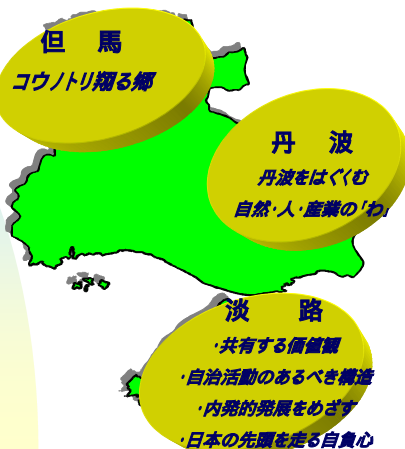 但　馬
コウノトリ翔る郷
丹　波
丹波をはぐくむ
自然・人・産業の「わ」
淡　路
・共有する価値観
・自治活動のあるべき構造
・内発的発展をめざす
・日本の先頭を走る自負心